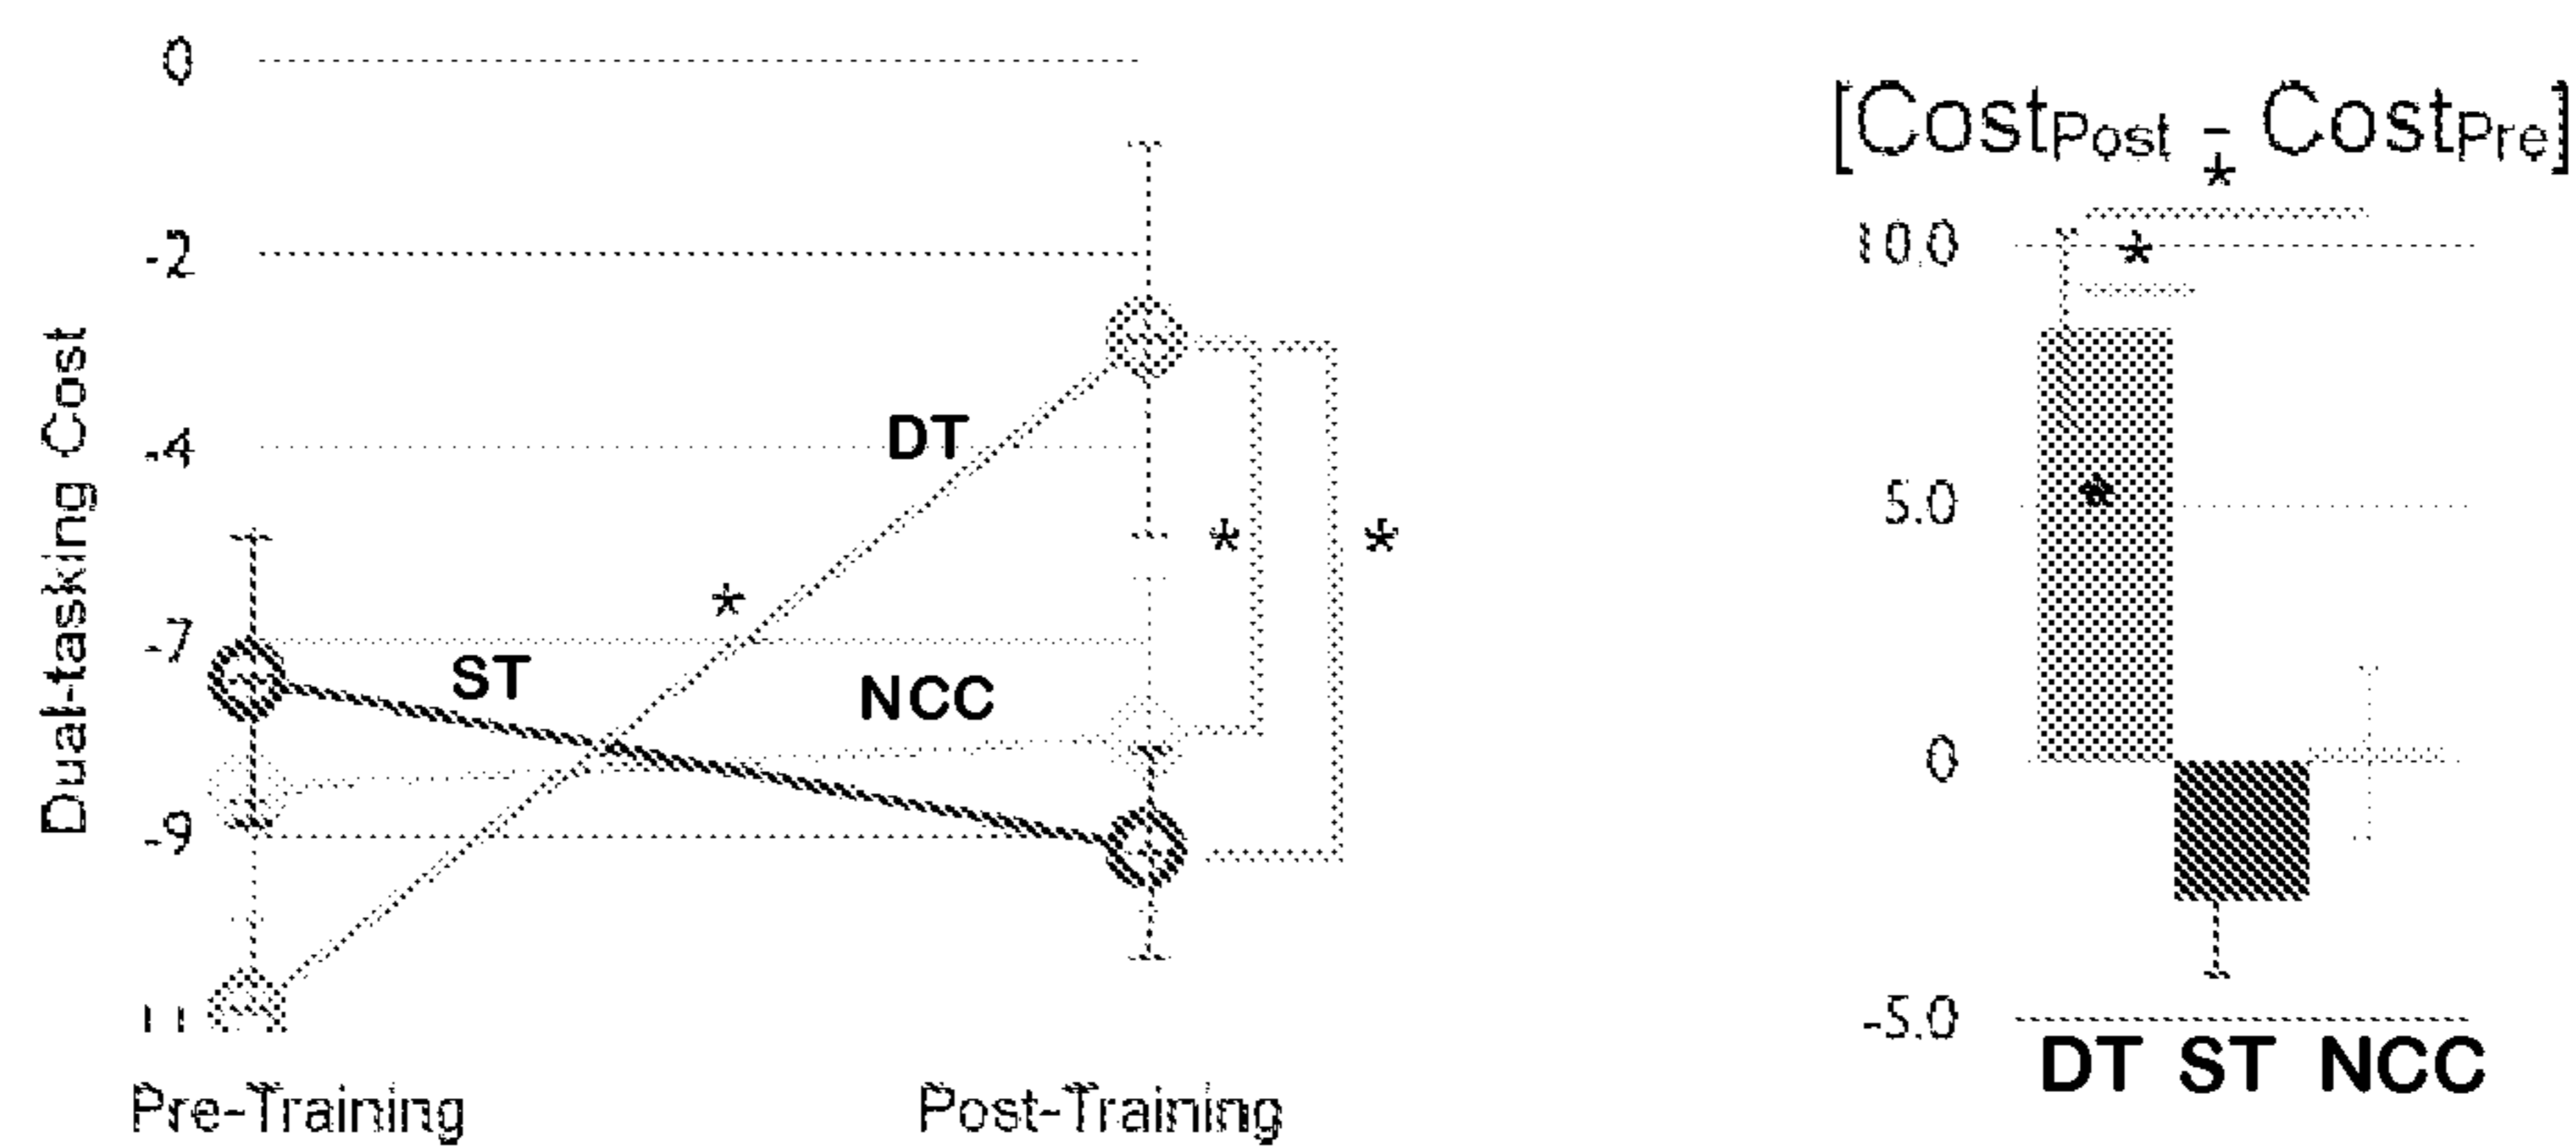 Dual-tasking Cost
0
-2
-4
-7
-9
11
DT
*
ST
NCC
*
*
Pre-Training
Post-Training
[CostPost - CostPre]
*
10.0
*
5.0
*
0
-5.0
DT ST NCC